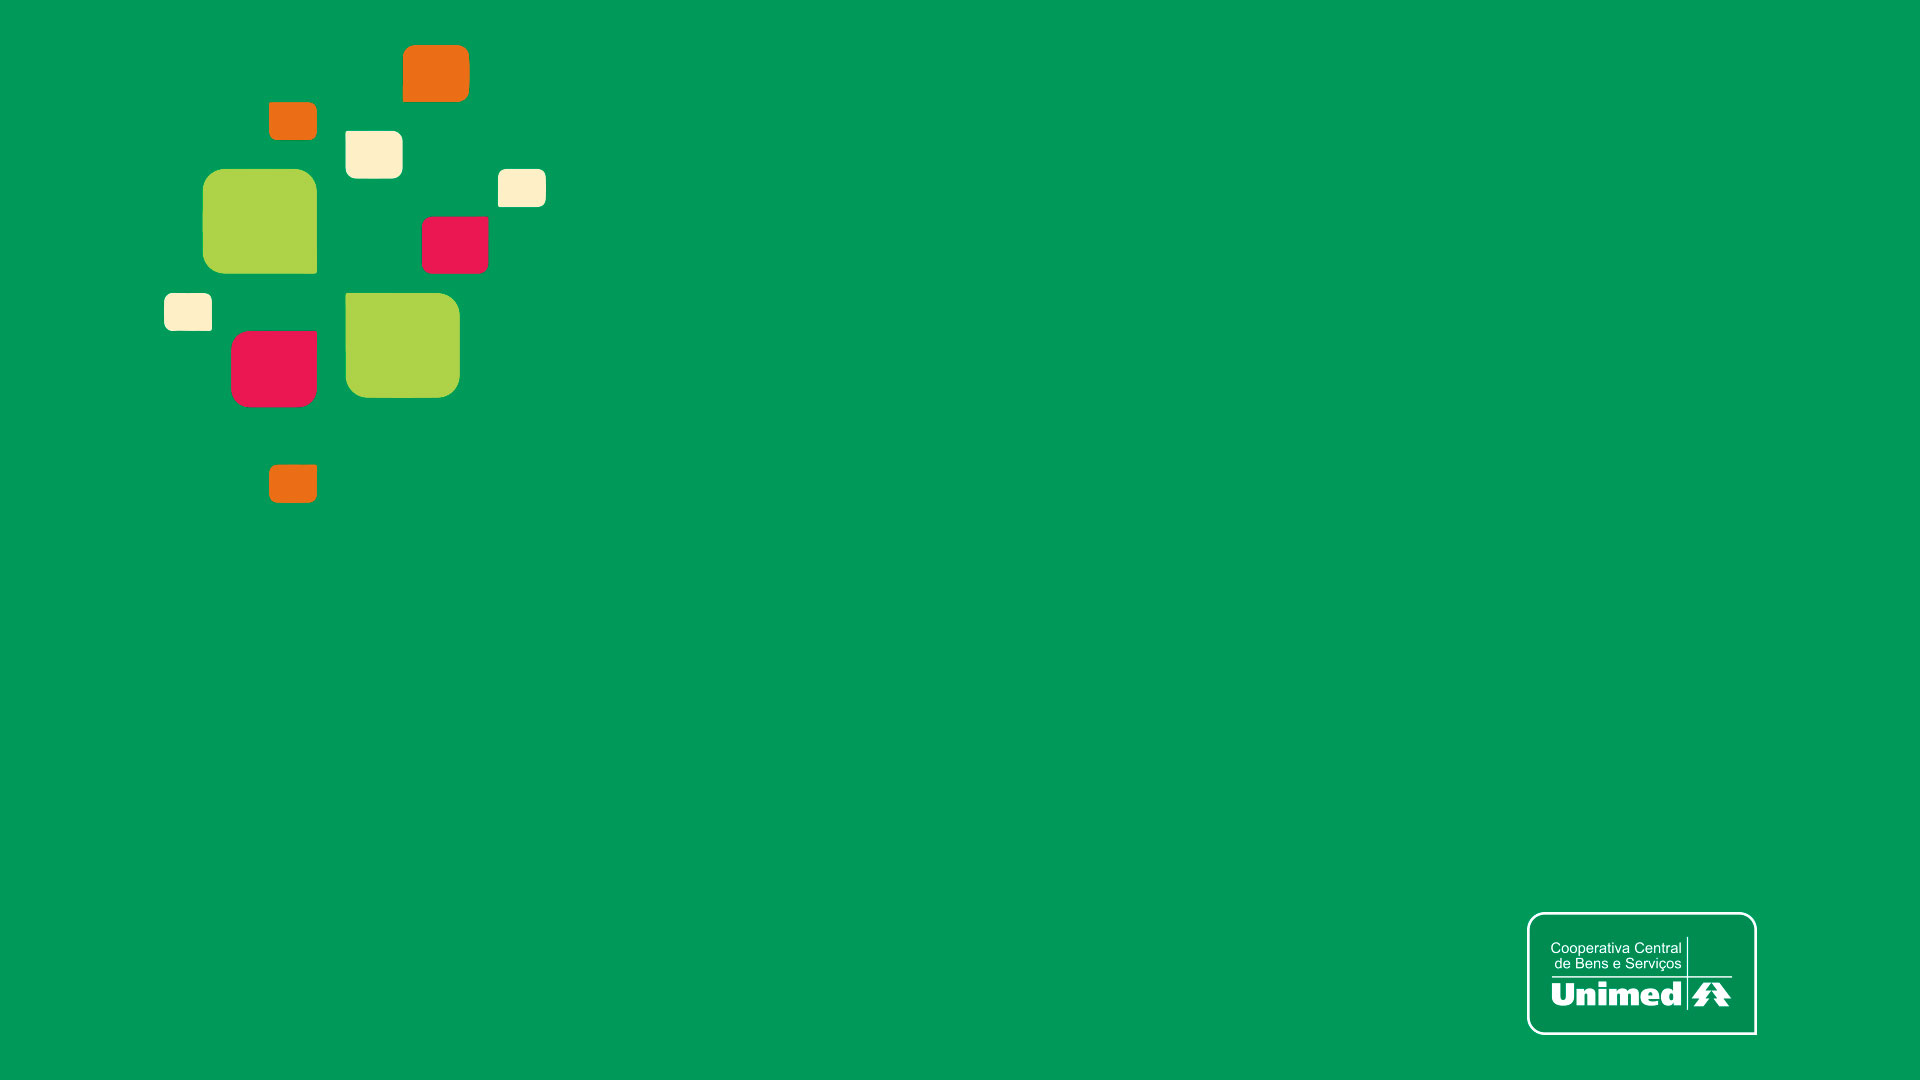 Cooperativa Central
de Bens e Serviços
Unimed